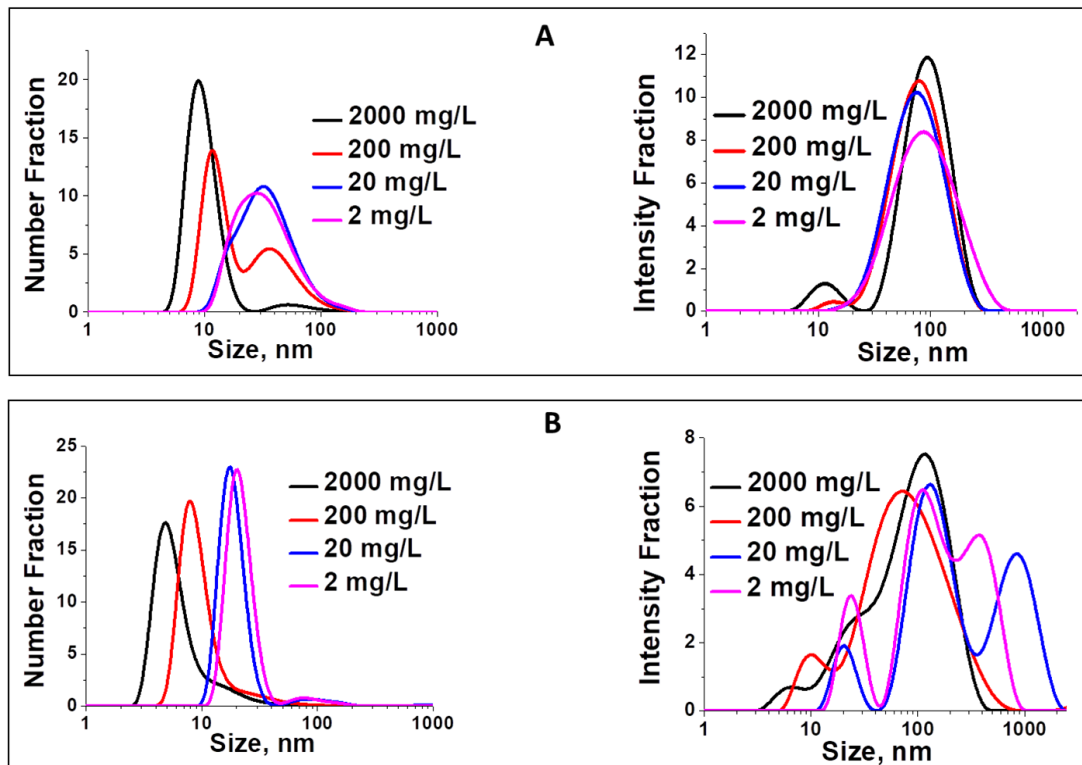 A
Number Fraction
20
15
10
5
0
1
10
100
1000
Size, nm
2000 mg/L
200 mg/L
20 mg/L
2 mg/L
Intensity Fraction
12
10
8
6
4
2
0
1
10
100
1000
Size, nm
2000 mg/L
200 mg/L
20 mg/L
2 mg/L
B
Number Fraction
25
20
15
10
5
0
1
10
100
1000
Size, nm
2000 mg/L
200 mg/L
20 mg/L
2 mg/L
Intensity Fraction
8
6
4
2
0
1
10
100
1000
Size, nm
2000 mg/L
200 mg/L
20 mg/L
2 mg/L